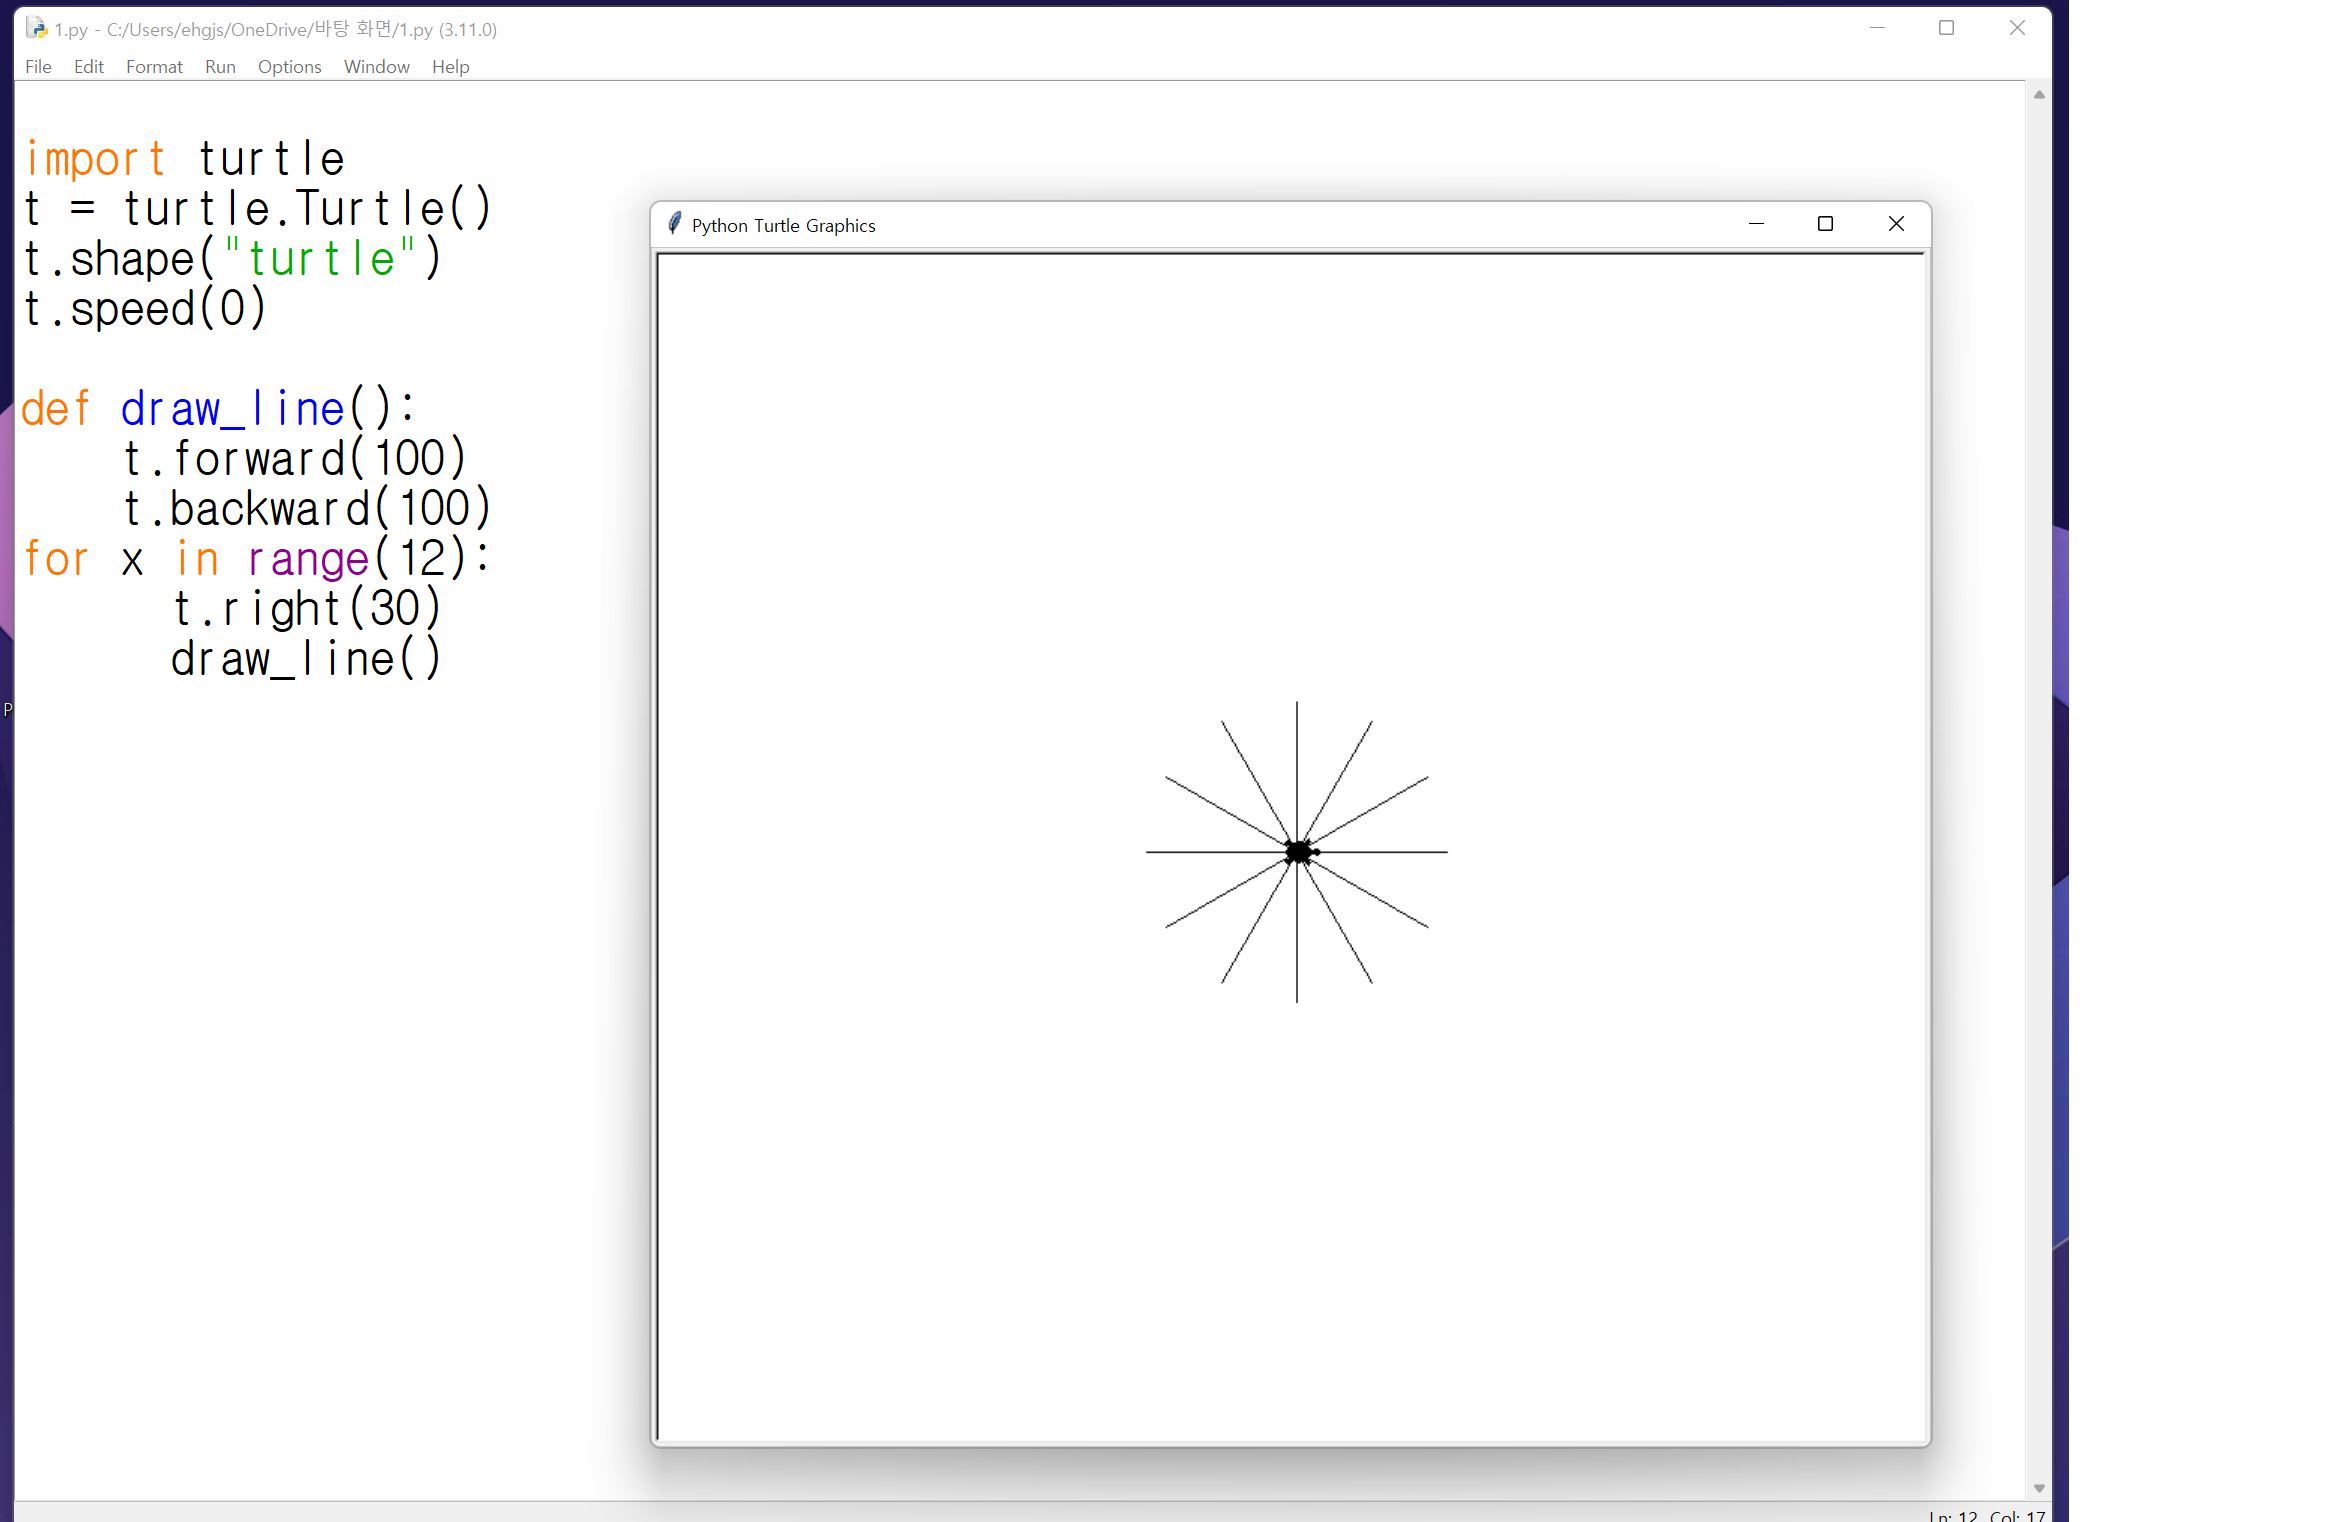 1.py - C:/Users/ehgjs/OneDrive/바탕 화면/1.py (3.11.0)
File Edit Format Run Options Window Help
import turtle
t = turtle.Turtle()
t.shape("turtle")
t.speed(0)
def draw_line():
t.forward(100)
t.backward(100)
for x in range(12):
t.right(30)
draw_line()
Python Turtle Graphics
P
Ln: 12 Col: 17